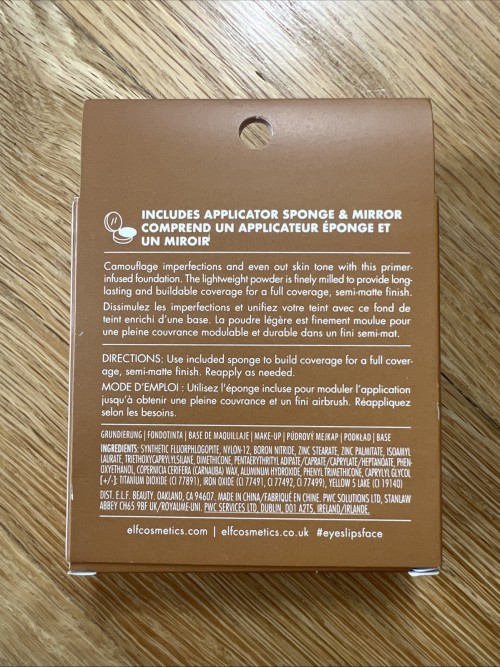 INCLUDES APPLICATOR SPONGE & MIRROR
COMPREND UN APPLICATEUR ÉPONGE ET
UN MIROIR
Camouflage imperfections and even out skin tone with this primer-
infused foundation. The lightweight powder is finely milled to provide long-
lasting and buildable coverage for a full coverage, semi-matte finish.
Dissimulez les imperfections et unifiez votre teint avec ce fond de
teint enrichi d'une base. La poudre légère est finement moulue pour
une pleine couvrance modulable et durable dans un fini semi-mat.
DIRECTIONS: Use included sponge to build coverage for a full cover-
age, semi-matte finish. Reapply as needed.
MODE D'EMPLOI : Utilisez l'éponge incluse pour moduler l'application
jusqu'à obtenir une pleine couvrance et un fini airbrush. Réappliquez
selon les besoins.
GRUNDIERUNG | FONDOTINTA | BASE DE MAQUILLAJE | MAKE-UP | PÚDROVÝ MEJKAP | PODKŁAD | BASE
INGREDIENTS: SYNTHETIC FLUORPHLOGOPITE, NYLON-12, BORON NITRIDE, ZINC STEARATE, ZINC PALMITATE, ISOAMYL
LAURATE, TRIETHOXYCAPRYLYLSILANE, DIMETHICONE, PENTAERYTHRITYL ADIPATE/CAPRATE/CAPRYLATE/HEPTANOATE, PHEN-
OXYETHANOL, COPERNICIA CERIFERA (CARNAUBA) WAX, ALUMINUM HYDROXIDE, PHENYL TRIMETHICONE, CAPRYLYL GLYCOL
[+/-]: TITANIUM DIOXIDE (CI 77891), IRON OXIDE (CI 77491, CI 77492, CI 77499), YELLOW 5 LAKE (CI 19140)
DIST. E.L.F. BEAUTY, OAKLAND, CA 94607. MADE IN CHINA/FABRIQUÉ EN CHINE. PWC SOLUTIONS LTD, STANLAW
ABBEY CH65 9BF UK/ROYAUME-UNI. PWC SERVICES LTD, DUBLIN, D01 A2T5, IRELAND/IRLANDE.
elfcosmetics.com | elfcosmetics.co.uk #eyeslipsface